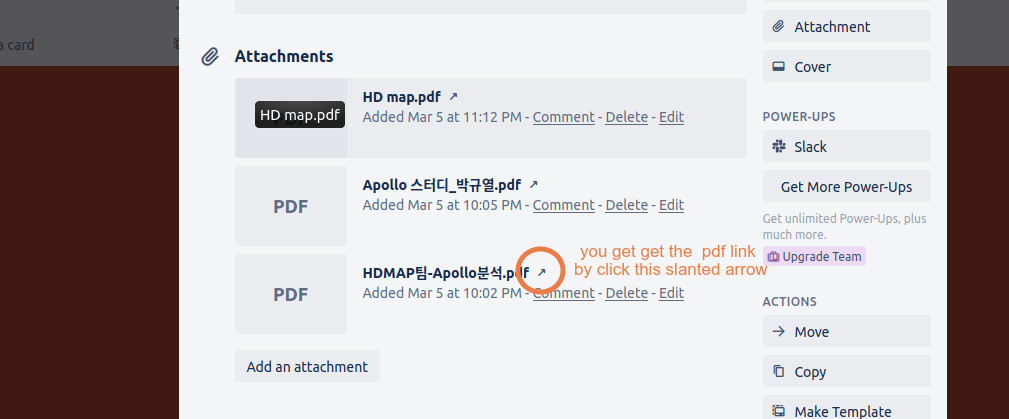 a card
Attachments
HD map.pdf
HD map.pdf ↗
Added Mar 5 at 11:12 PM - Comment - Delete - Edit
PDF
Apollo 스터디_박규열.pdf ↗
Added Mar 5 at 10:05 PM - Comment - Delete - Edit
PDF
HDMAP팀-Apollo분석.pdf ↗
Added Mar 5 at 10:02 PM - Comment - Delete - Edit
you get get the pdf link
by click this slanted arrow
Add an attachment
Attachment
Cover
POWER-UPS
Slack
Get More Power-Ups
Get unlimited Power-Ups, plus
much more.
Upgrade Team
ACTIONS
Move
Copy
Make Template